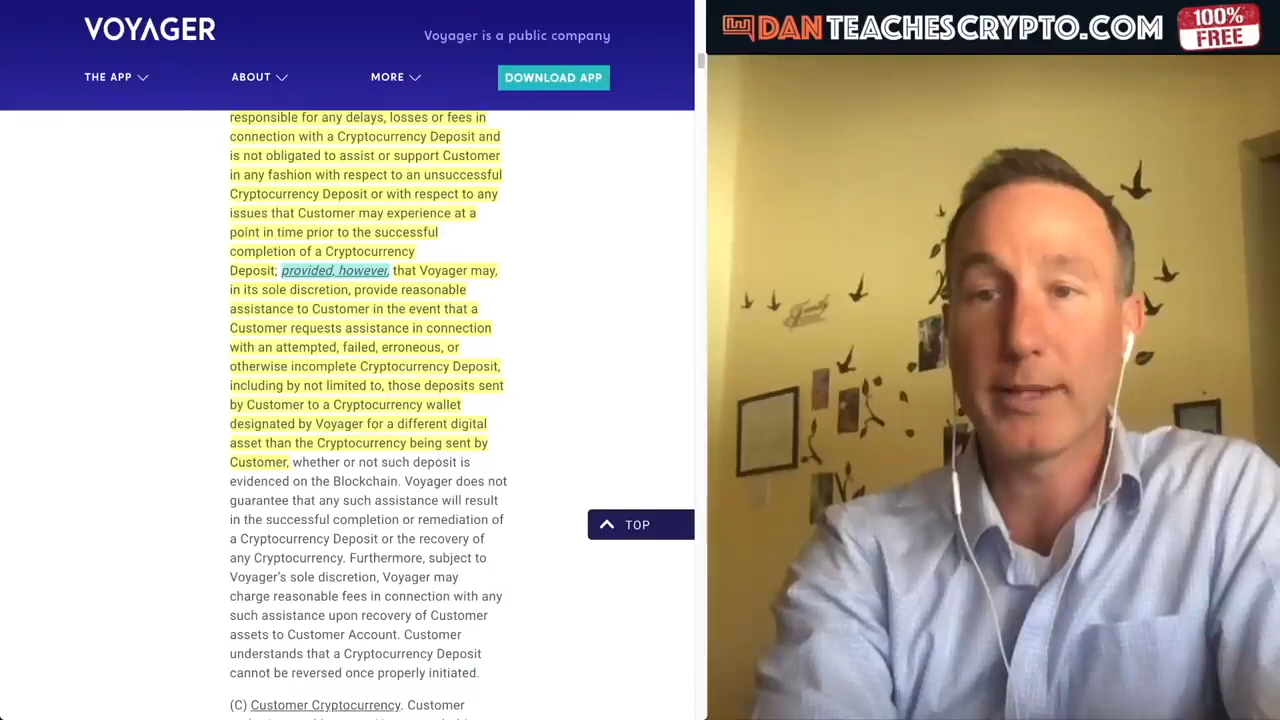 VOYAGER
Voyager is a public company
THE APP
ABOUT
MORE
DOWNLOAD APP
responsible for any delays, losses or fees in
connection with a Cryptocurrency Deposit and
is not obligated to assist or support Customer
in any fashion with respect to an unsuccessful
Cryptocurrency Deposit or with respect to any
issues that Customer may experience at a
point in time prior to the successful
completion of a Cryptocurrency
Deposit; provided, however, that Voyager may,
in its sole discretion, provide reasonable
assistance to Customer in the event that a
Customer requests assistance in connection
with an attempted, failed, erroneous, or
otherwise incomplete Cryptocurrency Deposit,
including by not limited to, those deposits sent
by Customer to a Cryptocurrency wallet
designated by Voyager for a different digital
asset than the Cryptocurrency being sent by
Customer, whether or not such deposit is
evidenced on the Blockchain. Voyager does not
guarantee that any such assistance will result
in the successful completion or remediation of
a Cryptocurrency Deposit or the recovery of
any Cryptocurrency. Furthermore, subject to
Voyager's sole discretion, Voyager may
charge reasonable fees in connection with any
such assistance upon recovery of Customer
assets to Customer Account. Customer
understands that a Cryptocurrency Deposit
cannot be reversed once properly initiated.
(C) Customer Cryptocurrency. Customer
TOP
DANTEACHESCRYPTO.COM
100%
FREE